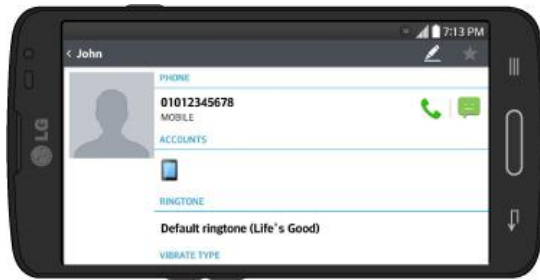 7:13 PM
< John
PHONE
01012345678
MOBILE
ACCOUNTS
RINGTONE
Default ringtone (Life's Good)
VIBRATE TYPE
LG